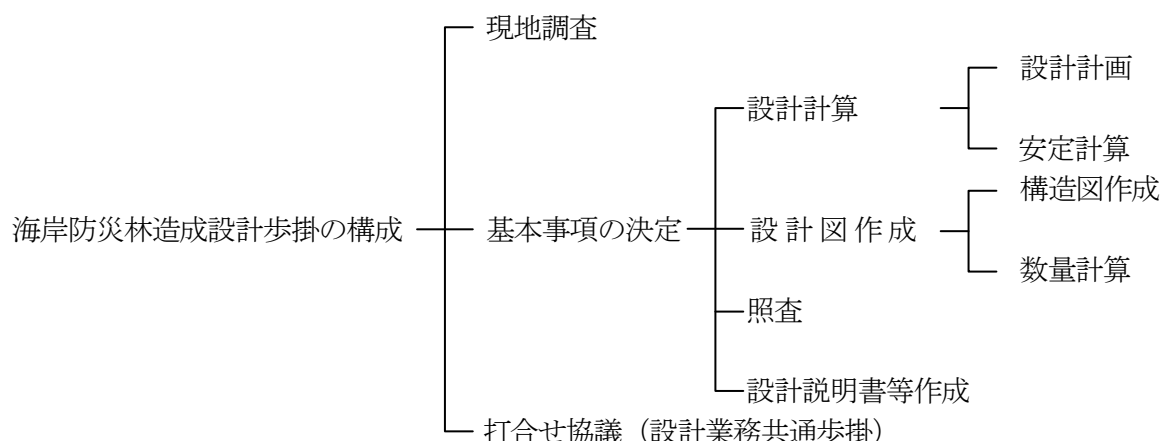 現地調査
設計計画
設計計算
安定計算
構造図作成
海岸防災林造成設計歩掛の構成
基本事項の決定
設計図作成
数量計算
照査
設計説明書等作成
打合せ協議（設計業務共通歩掛）